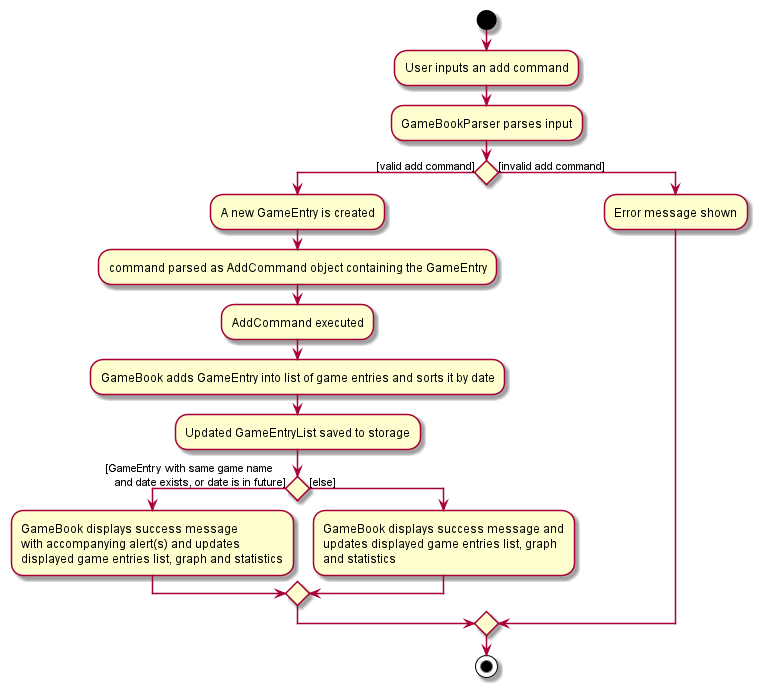 User inputs an add command
GameBookParser parses input
[valid add command]
[invalid add command]
A new GameEntry is created
Error message shown
command parsed as AddCommand object containing the GameEntry
AddCommand executed
GameBook adds GameEntry into list of game entries and sorts it by date
Updated GameEntryList saved to storage
[GameEntry with same game name
and date exists, or date is in future]
[else]
GameBook displays success message
with accompanying alert(s) and updates
displayed game entries list, graph and statistics
GameBook displays success message and
updates displayed game entries list, graph
and statistics